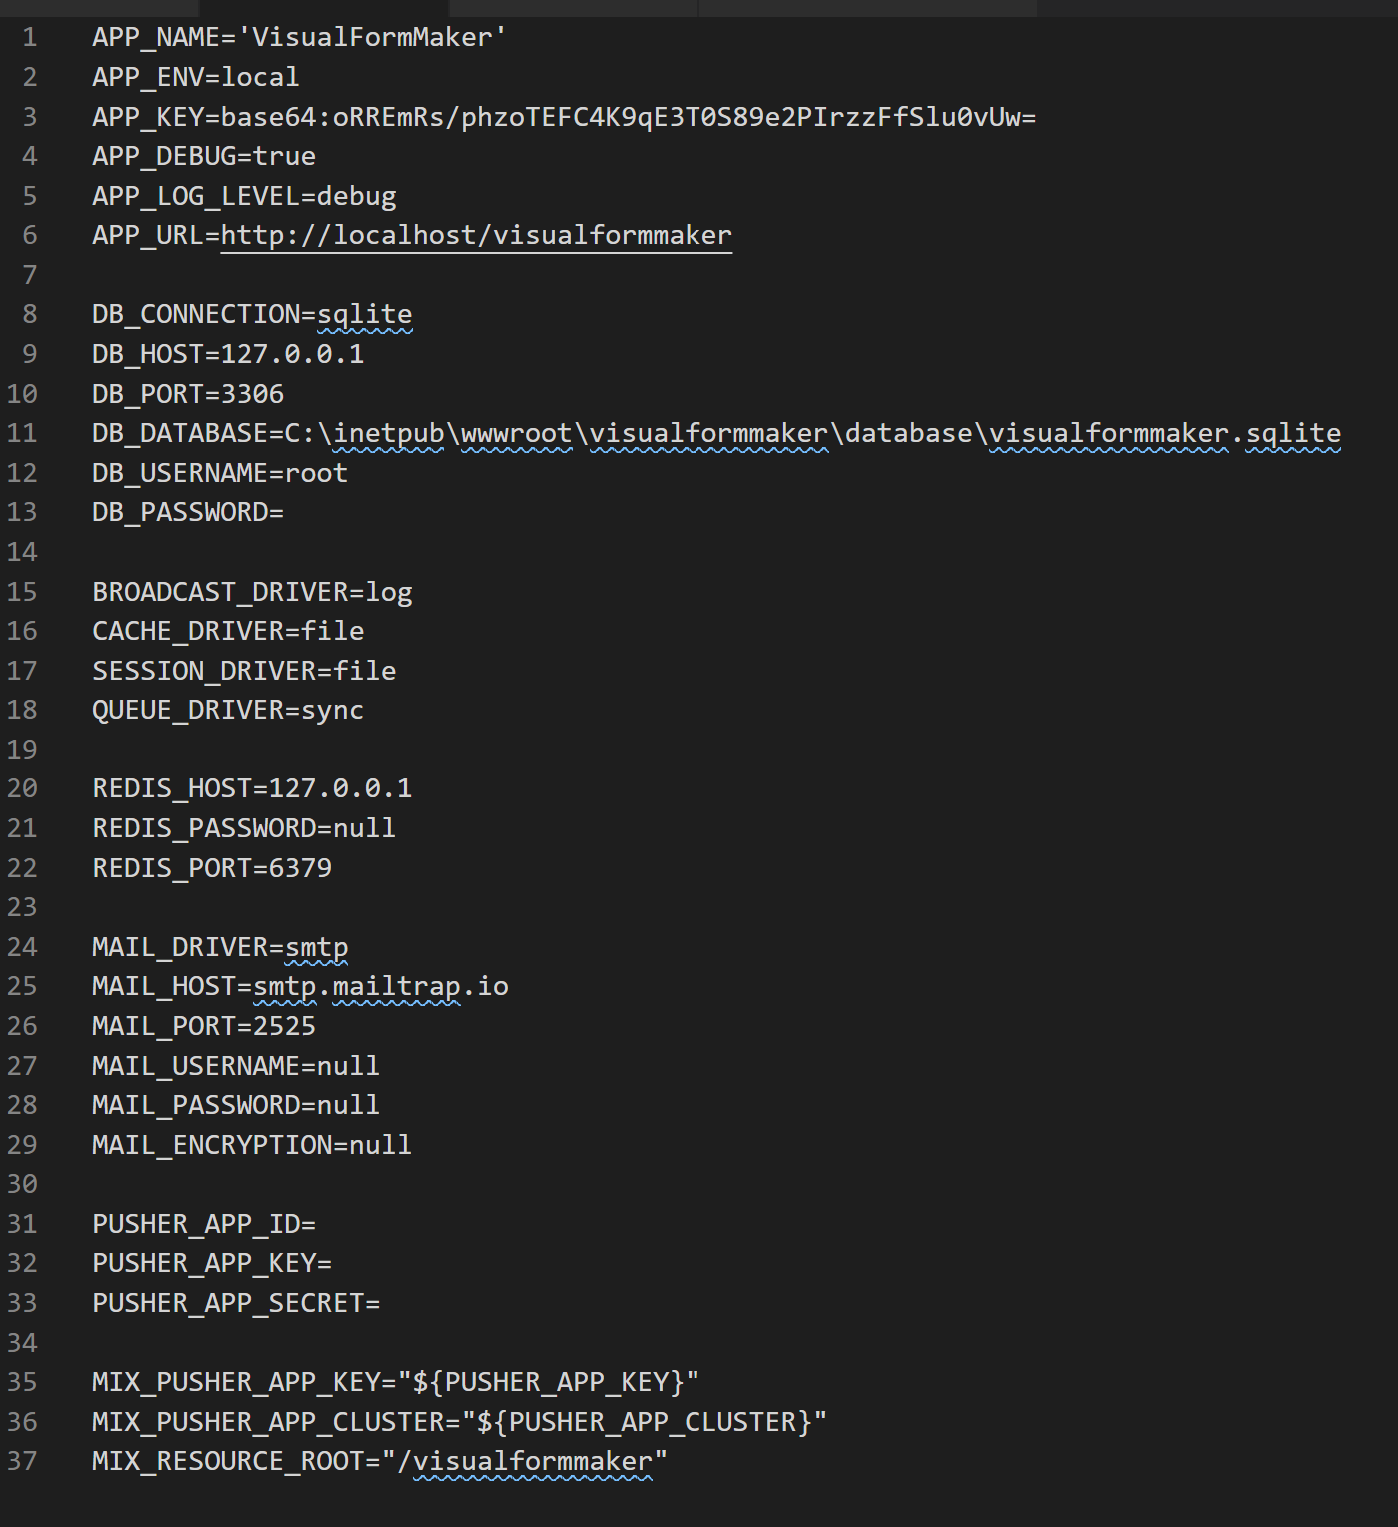 1 APP_NAME='VisualFormMaker'
2 APP_ENV=local
3 APP_KEY=base64:oRREmRs/phzoTEFC4K9qE3T0S89e2PIrzzFfSlu0vUw=
4 APP_DEBUG=true
5 APP_LOG_LEVEL=debug
6 APP_URL=http://localhost/visualformmaker
7
8 DB_CONNECTION=sqlite
9 DB_HOST=127.0.0.1
10 DB_PORT=3306
11 DB_DATABASE=C:\inetpub\wwwroot\visualformmaker\database\visualformmaker.sqlite
12 DB_USERNAME=root
13 DB_PASSWORD=
14
15 BROADCAST_DRIVER=log
16 CACHE_DRIVER=file
17 SESSION_DRIVER=file
18 QUEUE_DRIVER=sync
19
20 REDIS_HOST=127.0.0.1
21 REDIS_PASSWORD=null
22 REDIS_PORT=6379
23
24 MAIL_DRIVER=smtp
25 MAIL_HOST=smtp.mailtrap.io
26 MAIL_PORT=2525
27 MAIL_USERNAME=null
28 MAIL_PASSWORD=null
29 MAIL_ENCRYPTION=null
30
31 PUSHER_APP_ID=
32 PUSHER_APP_KEY=
33 PUSHER_APP_SECRET=
34
35 MIX_PUSHER_APP_KEY="${PUSHER_APP_KEY}"
36 MIX_PUSHER_APP_CLUSTER="${PUSHER_APP_CLUSTER}"
37 MIX_RESOURCE_ROOT="/visualformmaker"